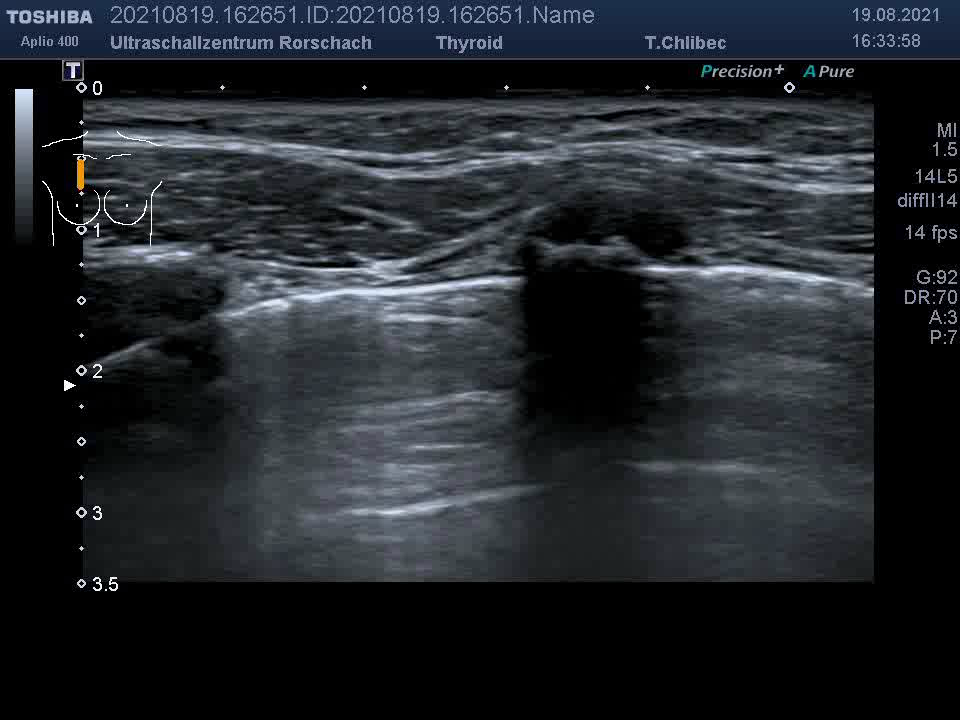 TOSHIBA 20210819.162651.ID:20210819.162651.Name 19.08.2021
Aplio 400 Ultraschallzentrum Rorschach Thyroid T.Chlibec 16:33:58
T Precision+ A Pure
0
MI
1.5
14L5
diffII14
1 14 fps
G:92
DR:70
A:3
P:7
2
3
3.5